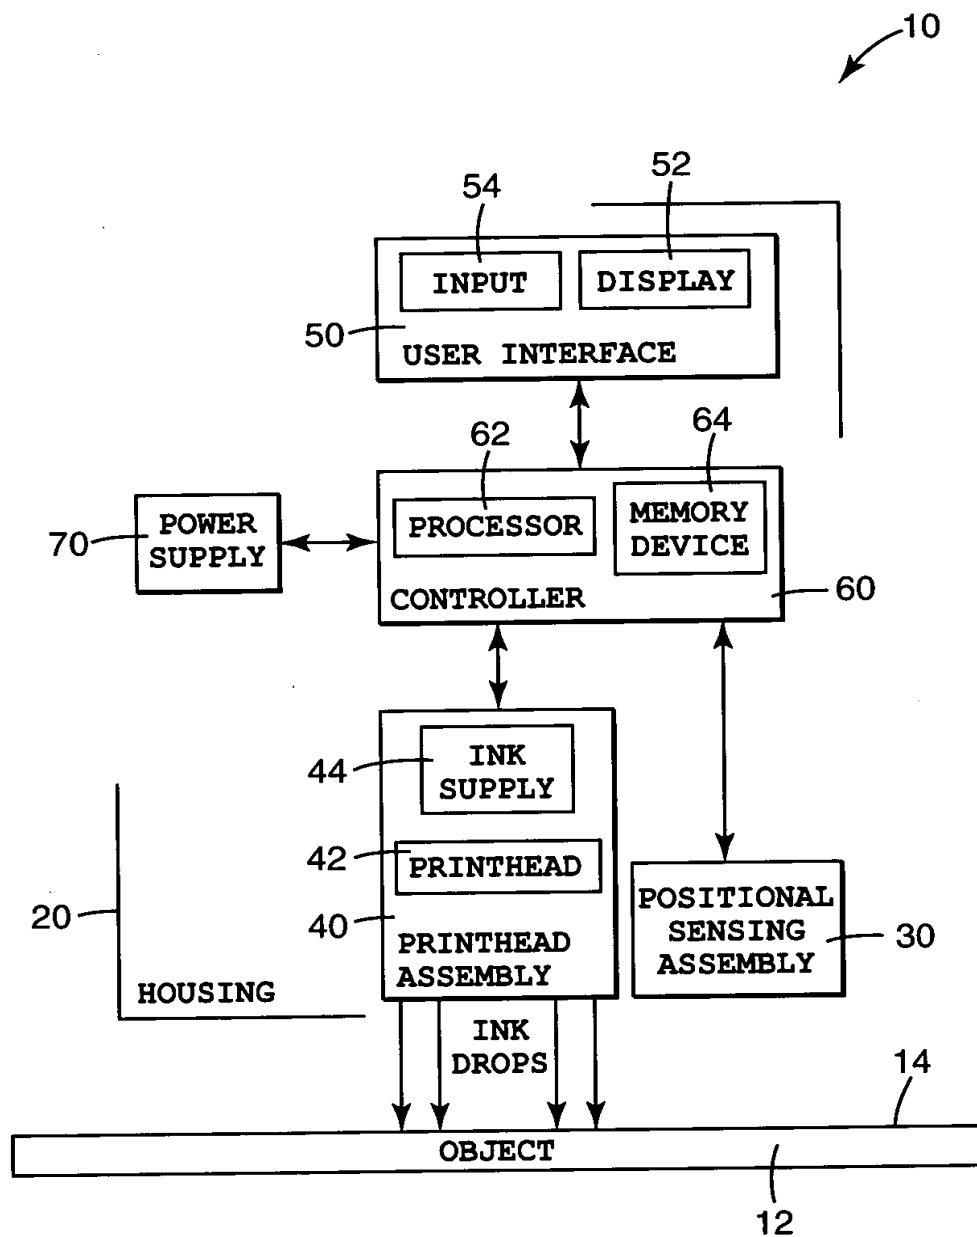 10
54
52
INPUT
DISPLAY
50
USER INTERFACE
62
64
PROCESSOR
MEMORY
DEVICE
POWER
SUPPLY
70
CONTROLLER
60
44
INK
SUPPLY
42
PRINTHEAD
20
40
PRINTHEAD
ASSEMBLY
POSITIONAL
SENSING
ASSEMBLY
30
HOUSING
INK
DROPS
14
OBJECT
12